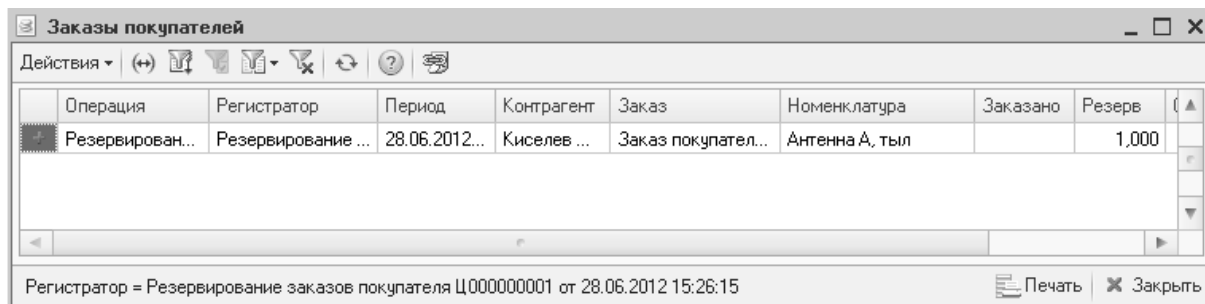 Заказы покупателей
Действия
Операция Регистратор Период Контрагент Заказ Номенклатура Заказано Резерв
Резервирован... Резервирование ... 28.06.2012... Киселев ... Заказ покупател... Антенна А, тыл 1,000
Регистратор = Резервирование заказов покупателя Ц000000001 от 28.06.2012 15:26:15 Печать Закрыть